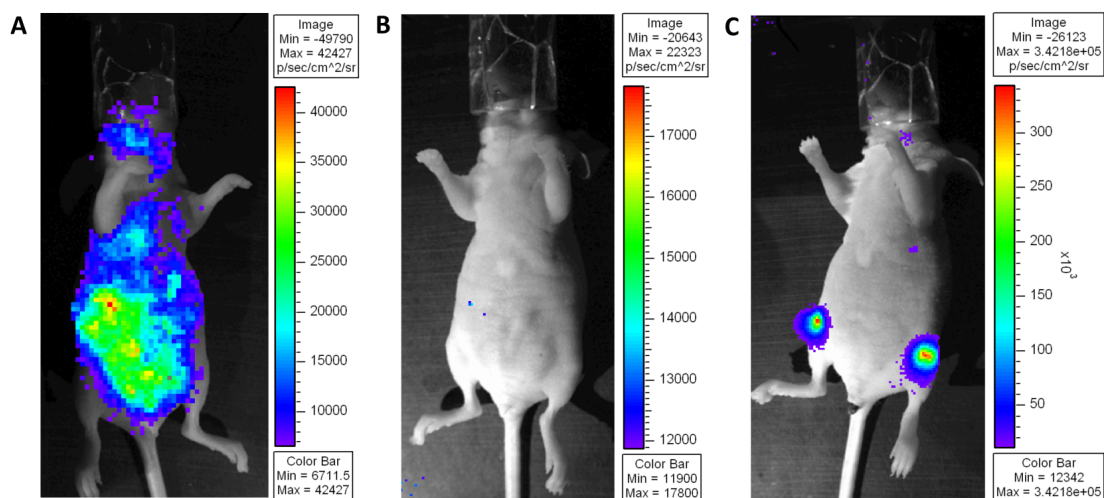 A
Image
Min = -49790
Max = 42427
p/sec/cm^2/sr
40000
35000
30000
25000
20000
15000
10000
Color Bar
Min = 6711.5
Max = 42427
B
Image
Min = -20643
Max = 22323
p/sec/cm^2/sr
17000
16000
15000
14000
13000
12000
Color Bar
Min = 11900
Max = 17800
C
Image
Min = -26123
Max = 3.4218e+05
p/sec/cm^2/sr
300
250
200
150
100
50
x10^3
Color Bar
Min = 12342
Max = 3.4218e+05